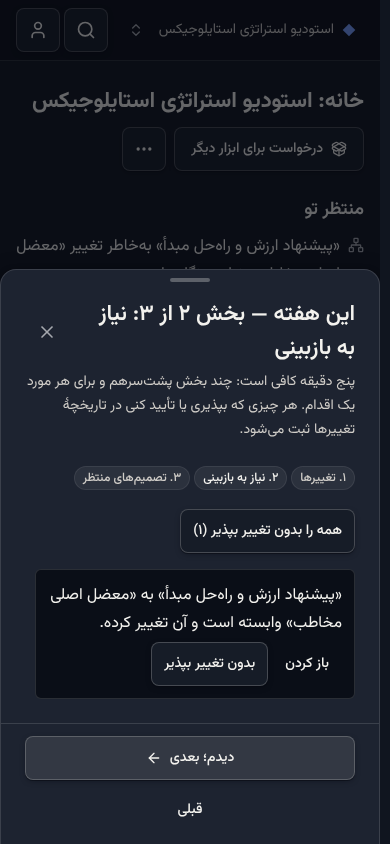 استودیو استراتژی استایلوجیکس
خانه: استودیو استراتژی استایلوجیکس
درخواست برای ابزار دیگر
منتظر تو
«پیشنهاد ارزش و راه‌حل مبدأ» به‌خاطر تغییر «معضل
این هفته — بخش ۲ از ۳: نیاز
به بازبینی
پنج دقیقه کافی است: چند بخش پشت‌سرهم و برای هر مورد
یک اقدام. هر چیزی که بپذیری یا تأیید کنی در تاریخچهٔ
تغییرها ثبت می‌شود.
۱. تغییرها
۲. نیاز به بازبینی
۳. تصمیم‌های منتظر
همه را بدون تغییر بپذیر (۱)
«پیشنهاد ارزش و راه‌حل مبدأ» به «معضل اصلی
مخاطب» وابسته است و آن تغییر کرده.
باز کردن
بدون تغییر بپذیر
دیدم؛ بعدی
قبلی